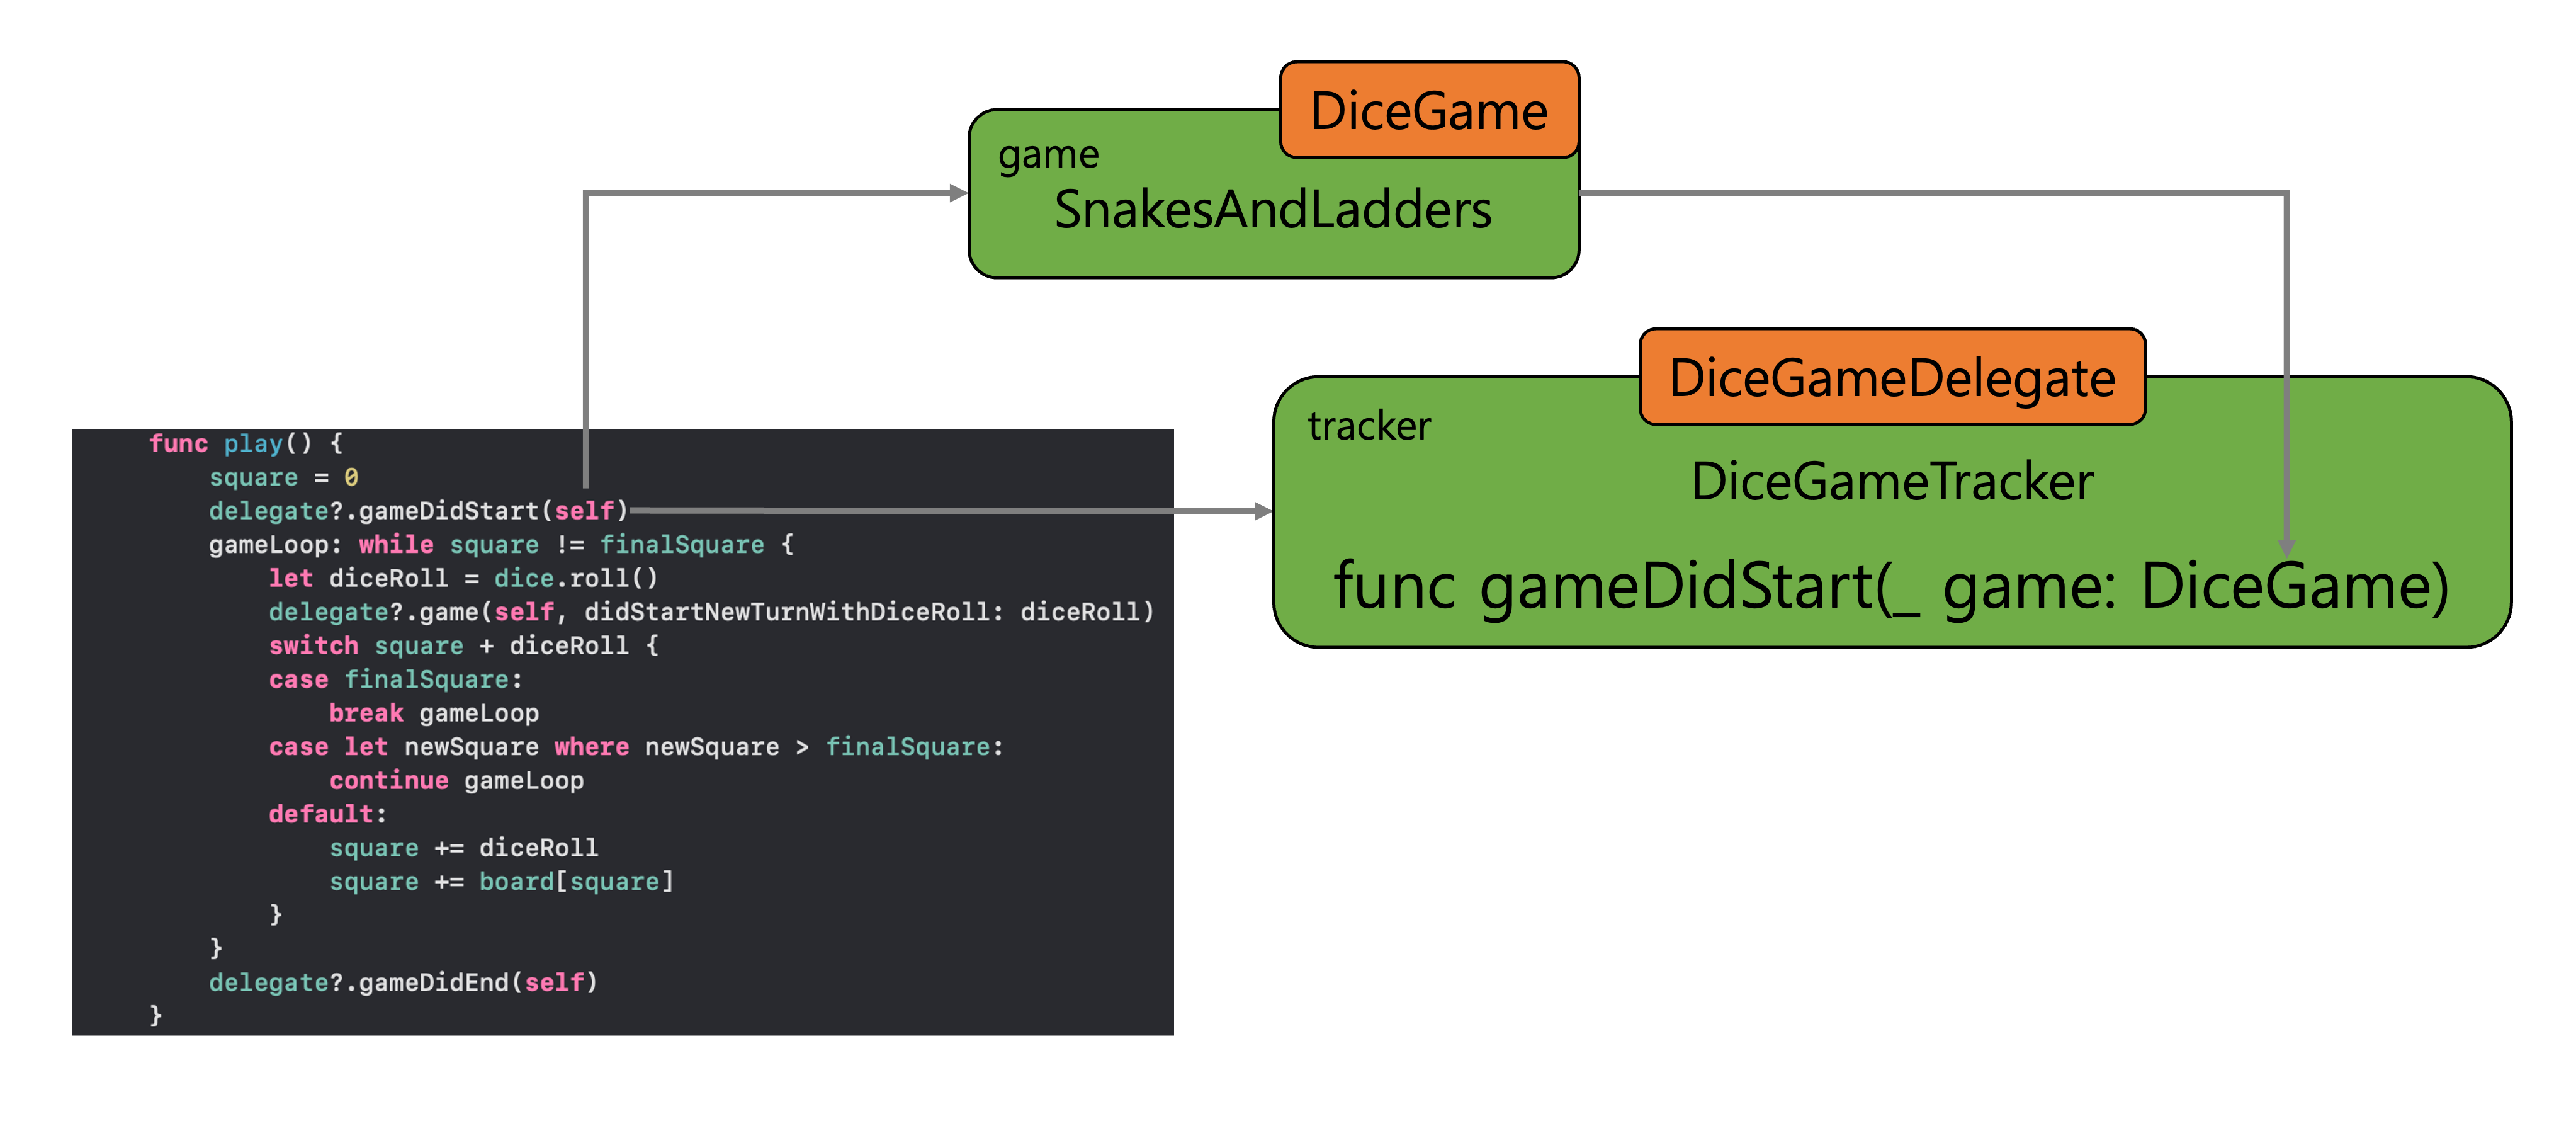 DiceGame
game
SnakesAndLadders
DiceGameDelegate
tracker
DiceGameTracker
func gameDidStart(_ game: DiceGame)
func play() {
square = 0
delegate?.gameDidStart(self)
gameLoop: while square != finalSquare {
let diceRoll = dice.roll()
delegate?.game(self, didStartNewTurnWithDiceRoll: diceRoll)
switch square + diceRoll {
case finalSquare:
break gameLoop
case let newSquare where newSquare > finalSquare:
continue gameLoop
default:
square += diceRoll
square += board[square]
}
}
delegate?.gameDidEnd(self)
}